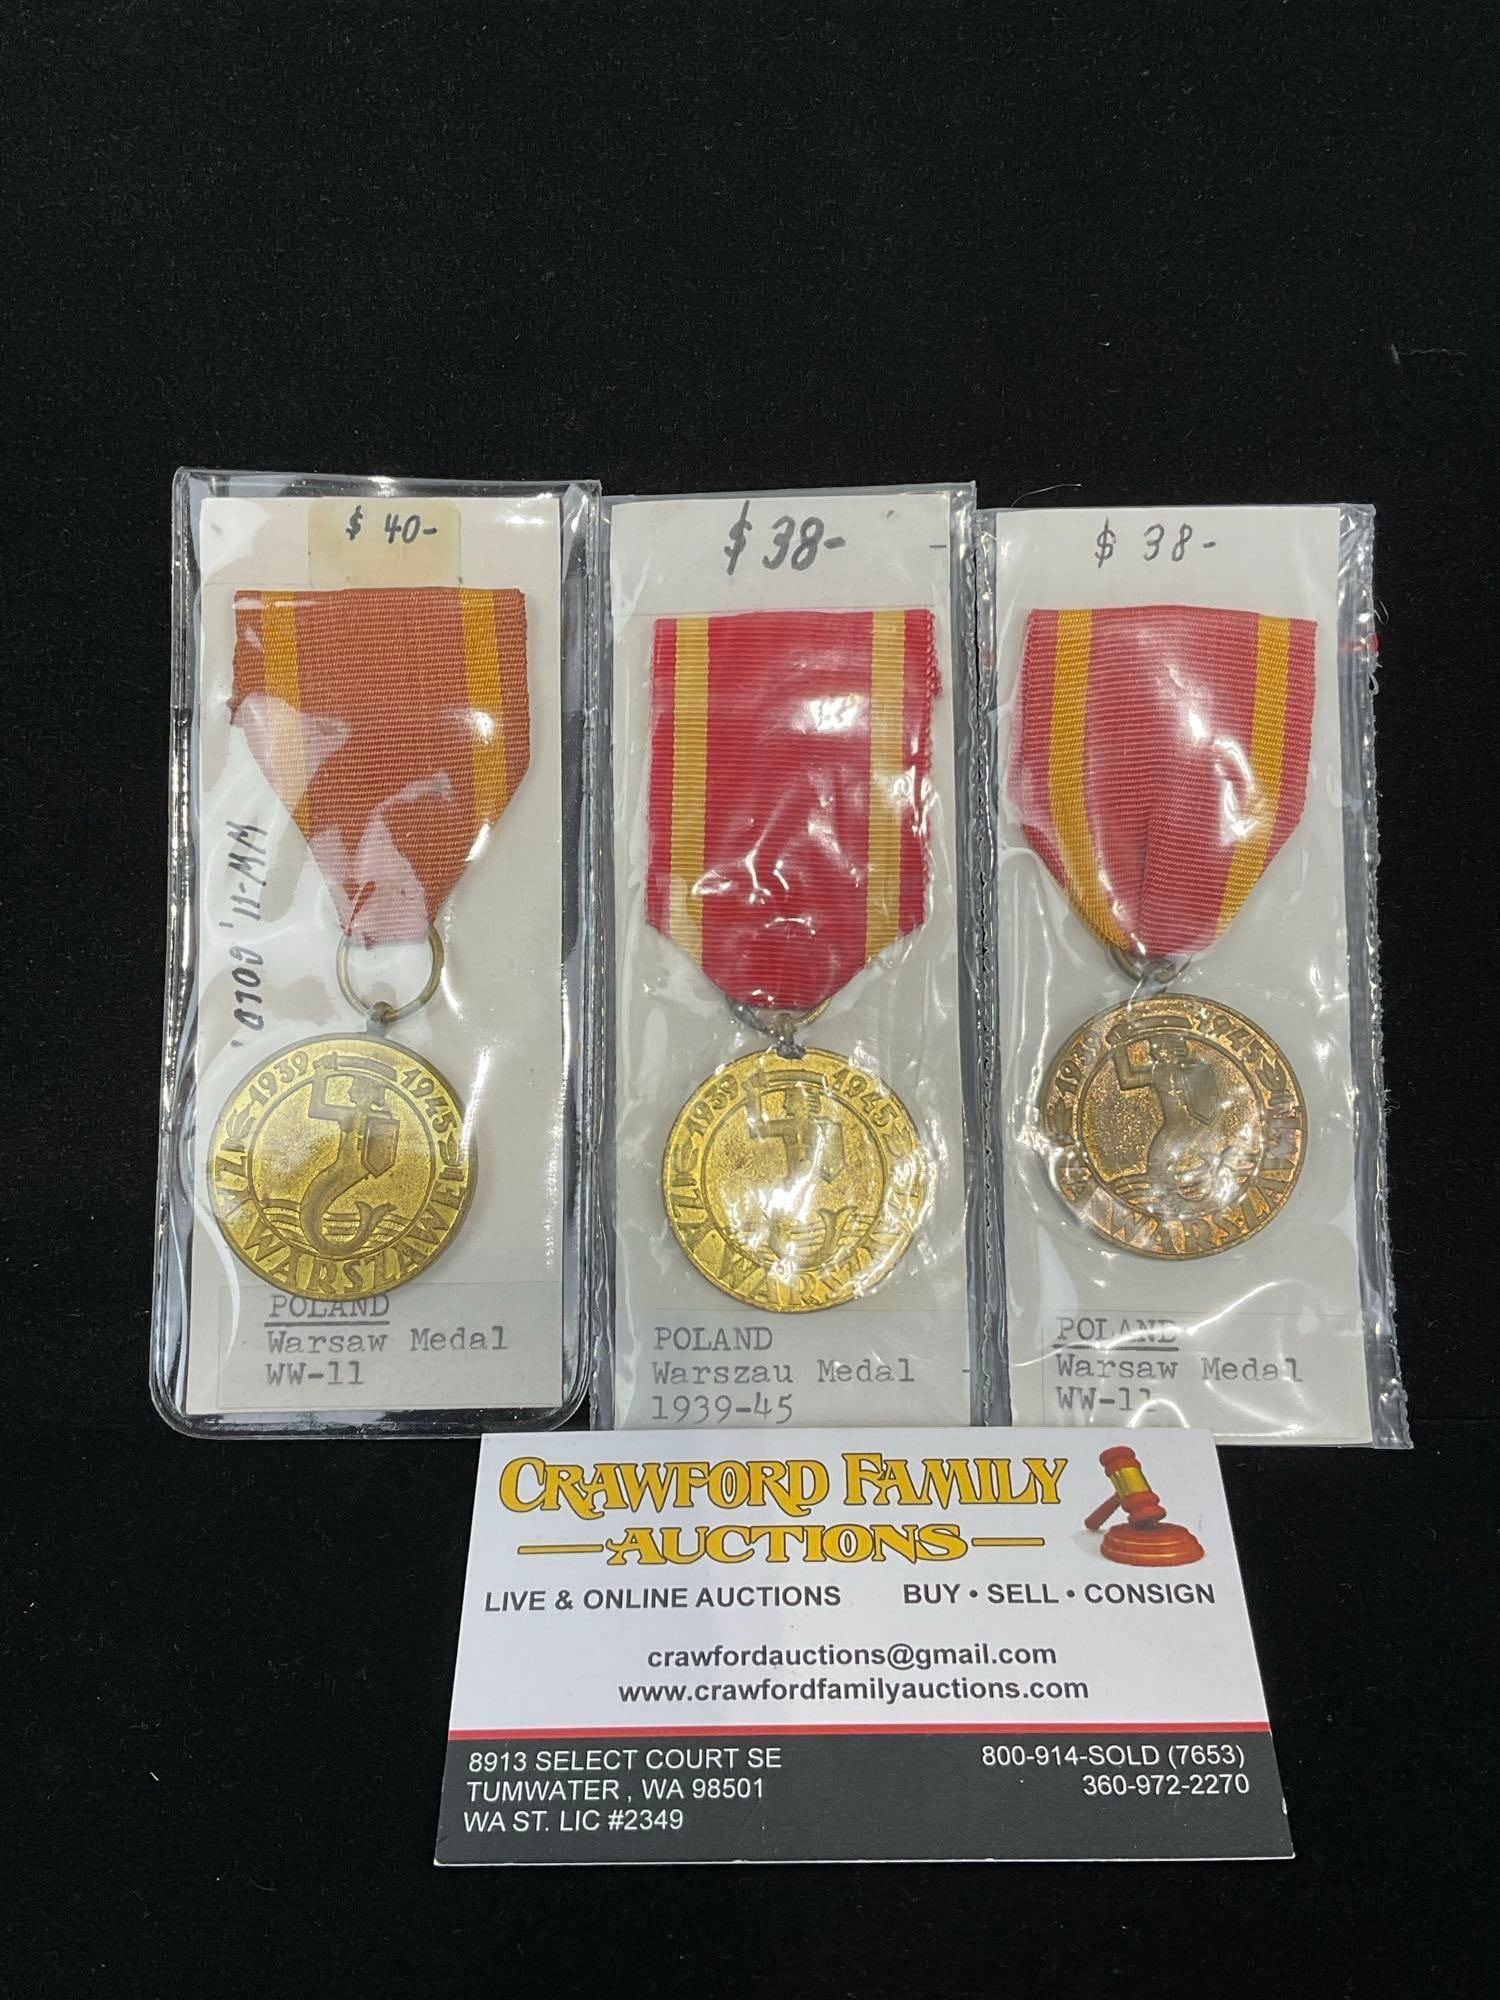 $ 40-
WW-11, GOLD
1939 1945
ZA WARSZAWĘ
POLAND
Warsaw Medal
WW-11
$ 38-
1939 1945
ZA WARSZAWĘ
POLAND
Warszau Medal -
1939-45
$ 38-
1939 1945
ZA WARSZAWĘ
POLAND
Warsaw Medal
WW-11
CRAWFORD FAMILY
AUCTIONS
LIVE & ONLINE AUCTIONS BUY • SELL • CONSIGN
crawfordauctions@gmail.com
www.crawfordfamilyauctions.com
8913 SELECT COURT SE 800-914-SOLD (7653)
TUMWATER , WA 98501 360-972-2270
WA ST. LIC #2349